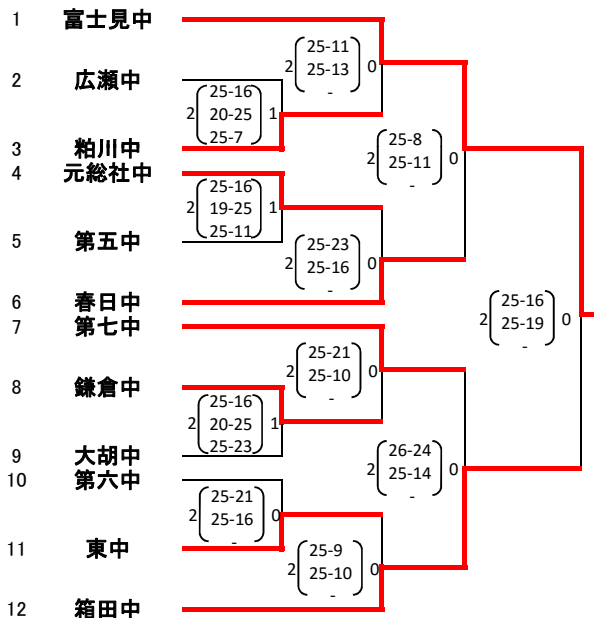 1 富士見中
2 広瀬中
3 粕川中
4 元総社中
5 第五中
6 春日中
7 第七中
8 鎌倉中
9 大胡中
10 第六中
11 東中
12 箱田中
2 25-16 1
20-25
25-7
2 25-16 1
19-25
25-11
2 25-16 1
20-25
25-23
2 25-21 0
25-16
-
2 25-11 0
25-13
-
2 25-23 0
25-16
-
2 25-21 0
25-10
-
2 25-9 0
25-10
-
2 25-8 0
25-11
-
2 26-24 0
25-14
-
2 25-16 0
25-19
-